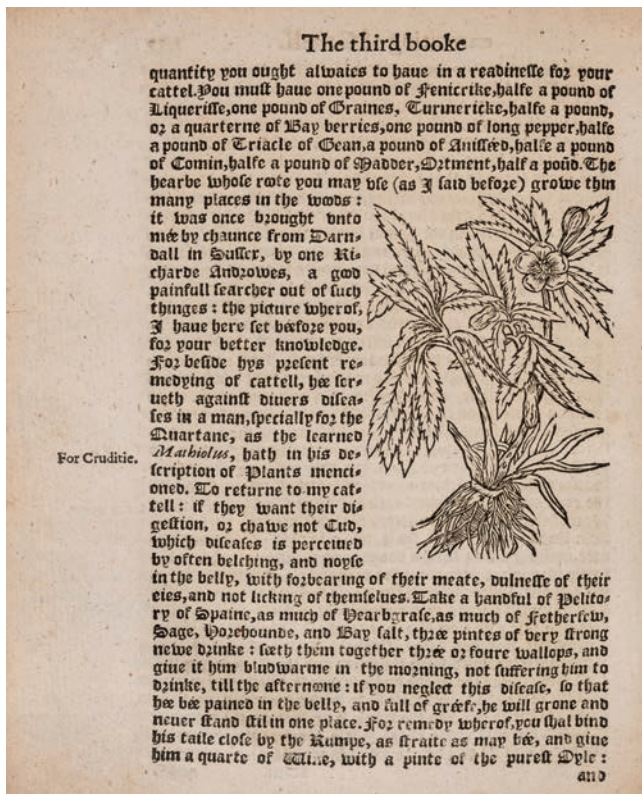 The third booke
quantity you ought alwaies to haue in a readinesse for your
cattel.You must haue one pound of Fenicrike,halfe a pound of
Liquerisse,one pound of Graines, Turmericke,halfe a pound,
or a quarterne of Bay berries,one pound of long pepper,halfe
a pound of Triacle of Gean,a pound of Anisséed,halfe a pound
of Comin,halfe a pound of Madder,Ortment,half a poũd.The
hearbe whose roote you may vse (as I said before) growe thin
many places in the woods :
it was once brought vnto
mée by chaunce from Darn-
dall in Sussex, by one Ri-
charde Androwes, a good
painfull searcher out of such
thinges : the picture wherof,
I haue here set béefore you,
for your better knowledge.
For beside hys present re-
medying of cattell, hée ser-
ueth against diuers disea-
ses in a man,specially for the
Quartane, as the learned
For Cruditie.
Mathiolus, hath in his de-
scription of Plants menci-
oned. To returne to my cat-
tell : if they want their di-
gestion, or chawe not Cud,
which diseases is perceiued
by often belching, and noyse
in the belly, with forbearing of their meate, dulnesse of their
eies,and not licking of themselues.Take a handful of Pelito-
ry of Spaine,as much of Hearbgrase,as much of Fetherfew,
Sage, Horehounde, and Bay salt, thrée pintes of very strong
newe drinke : séeth them together thrée or foure wallops, and
giue it him bludwarme in the morning, not suffering him to
drinke, till the afternoone : if you neglect this disease, so that
hée bée pained in the belly, and full of gréefe,he will grone and
neuer stand stil in one place. For remedy wherof,you shal bind
his taile close by the Rumpe, as straite as may bée, and giue
him a quarte of Wine, with a pinte of the purest Oyle :
and